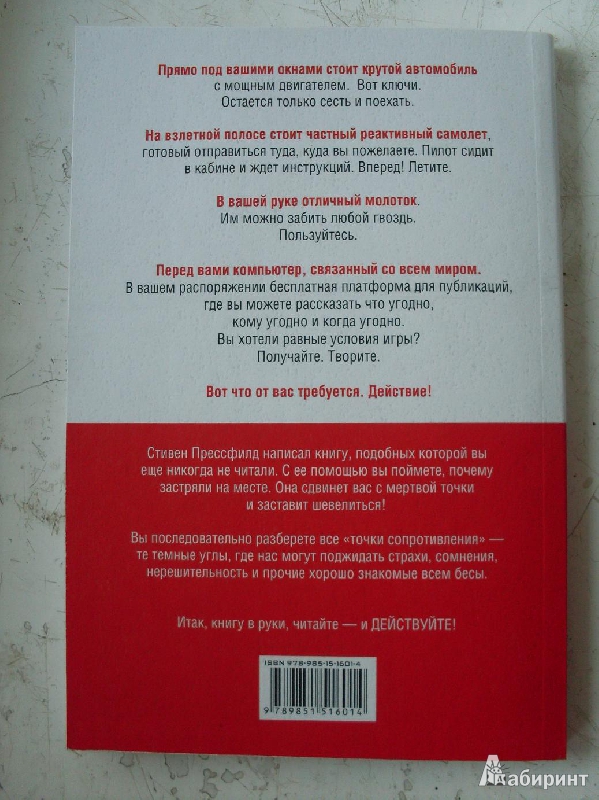 Прямо под вашими окнами стоит крутой автомобиль
с мощным двигателем. Вот ключи.
Остается только сесть и поехать.
На взлетной полосе стоит частный реактивный самолет,
готовый отправиться туда, куда вы пожелаете. Пилот сидит
в кабине и ждет инструкций. Вперед! Летите.
В вашей руке отличный молоток.
Им можно забить любой гвоздь.
Пользуйтесь.
Перед вами компьютер, связанный со всем миром.
В вашем распоряжении бесплатная платформа для публикаций,
где вы можете рассказать что угодно,
кому угодно и когда угодно.
Вы хотели равные условия игры?
Получайте. Творите.
Вот что от вас требуется. Действие!
Стивен Прессфилд написал книгу, подобных которой вы
еще никогда не читали. С ее помощью вы поймете, почему
застряли на месте. Она сдвинет вас с мертвой точки
и заставит шевелиться!
Вы последовательно разберете все «точки сопротивления» —
те темные углы, где нас могут поджидать страхи, сомнения,
нерешительность и прочие хорошо знакомые всем бесы.
Итак, книгу в руки, читайте — и ДЕЙСТВУЙТЕ!
ISBN 978-985-15-1601-4
9 789851 516014
Лабиринт